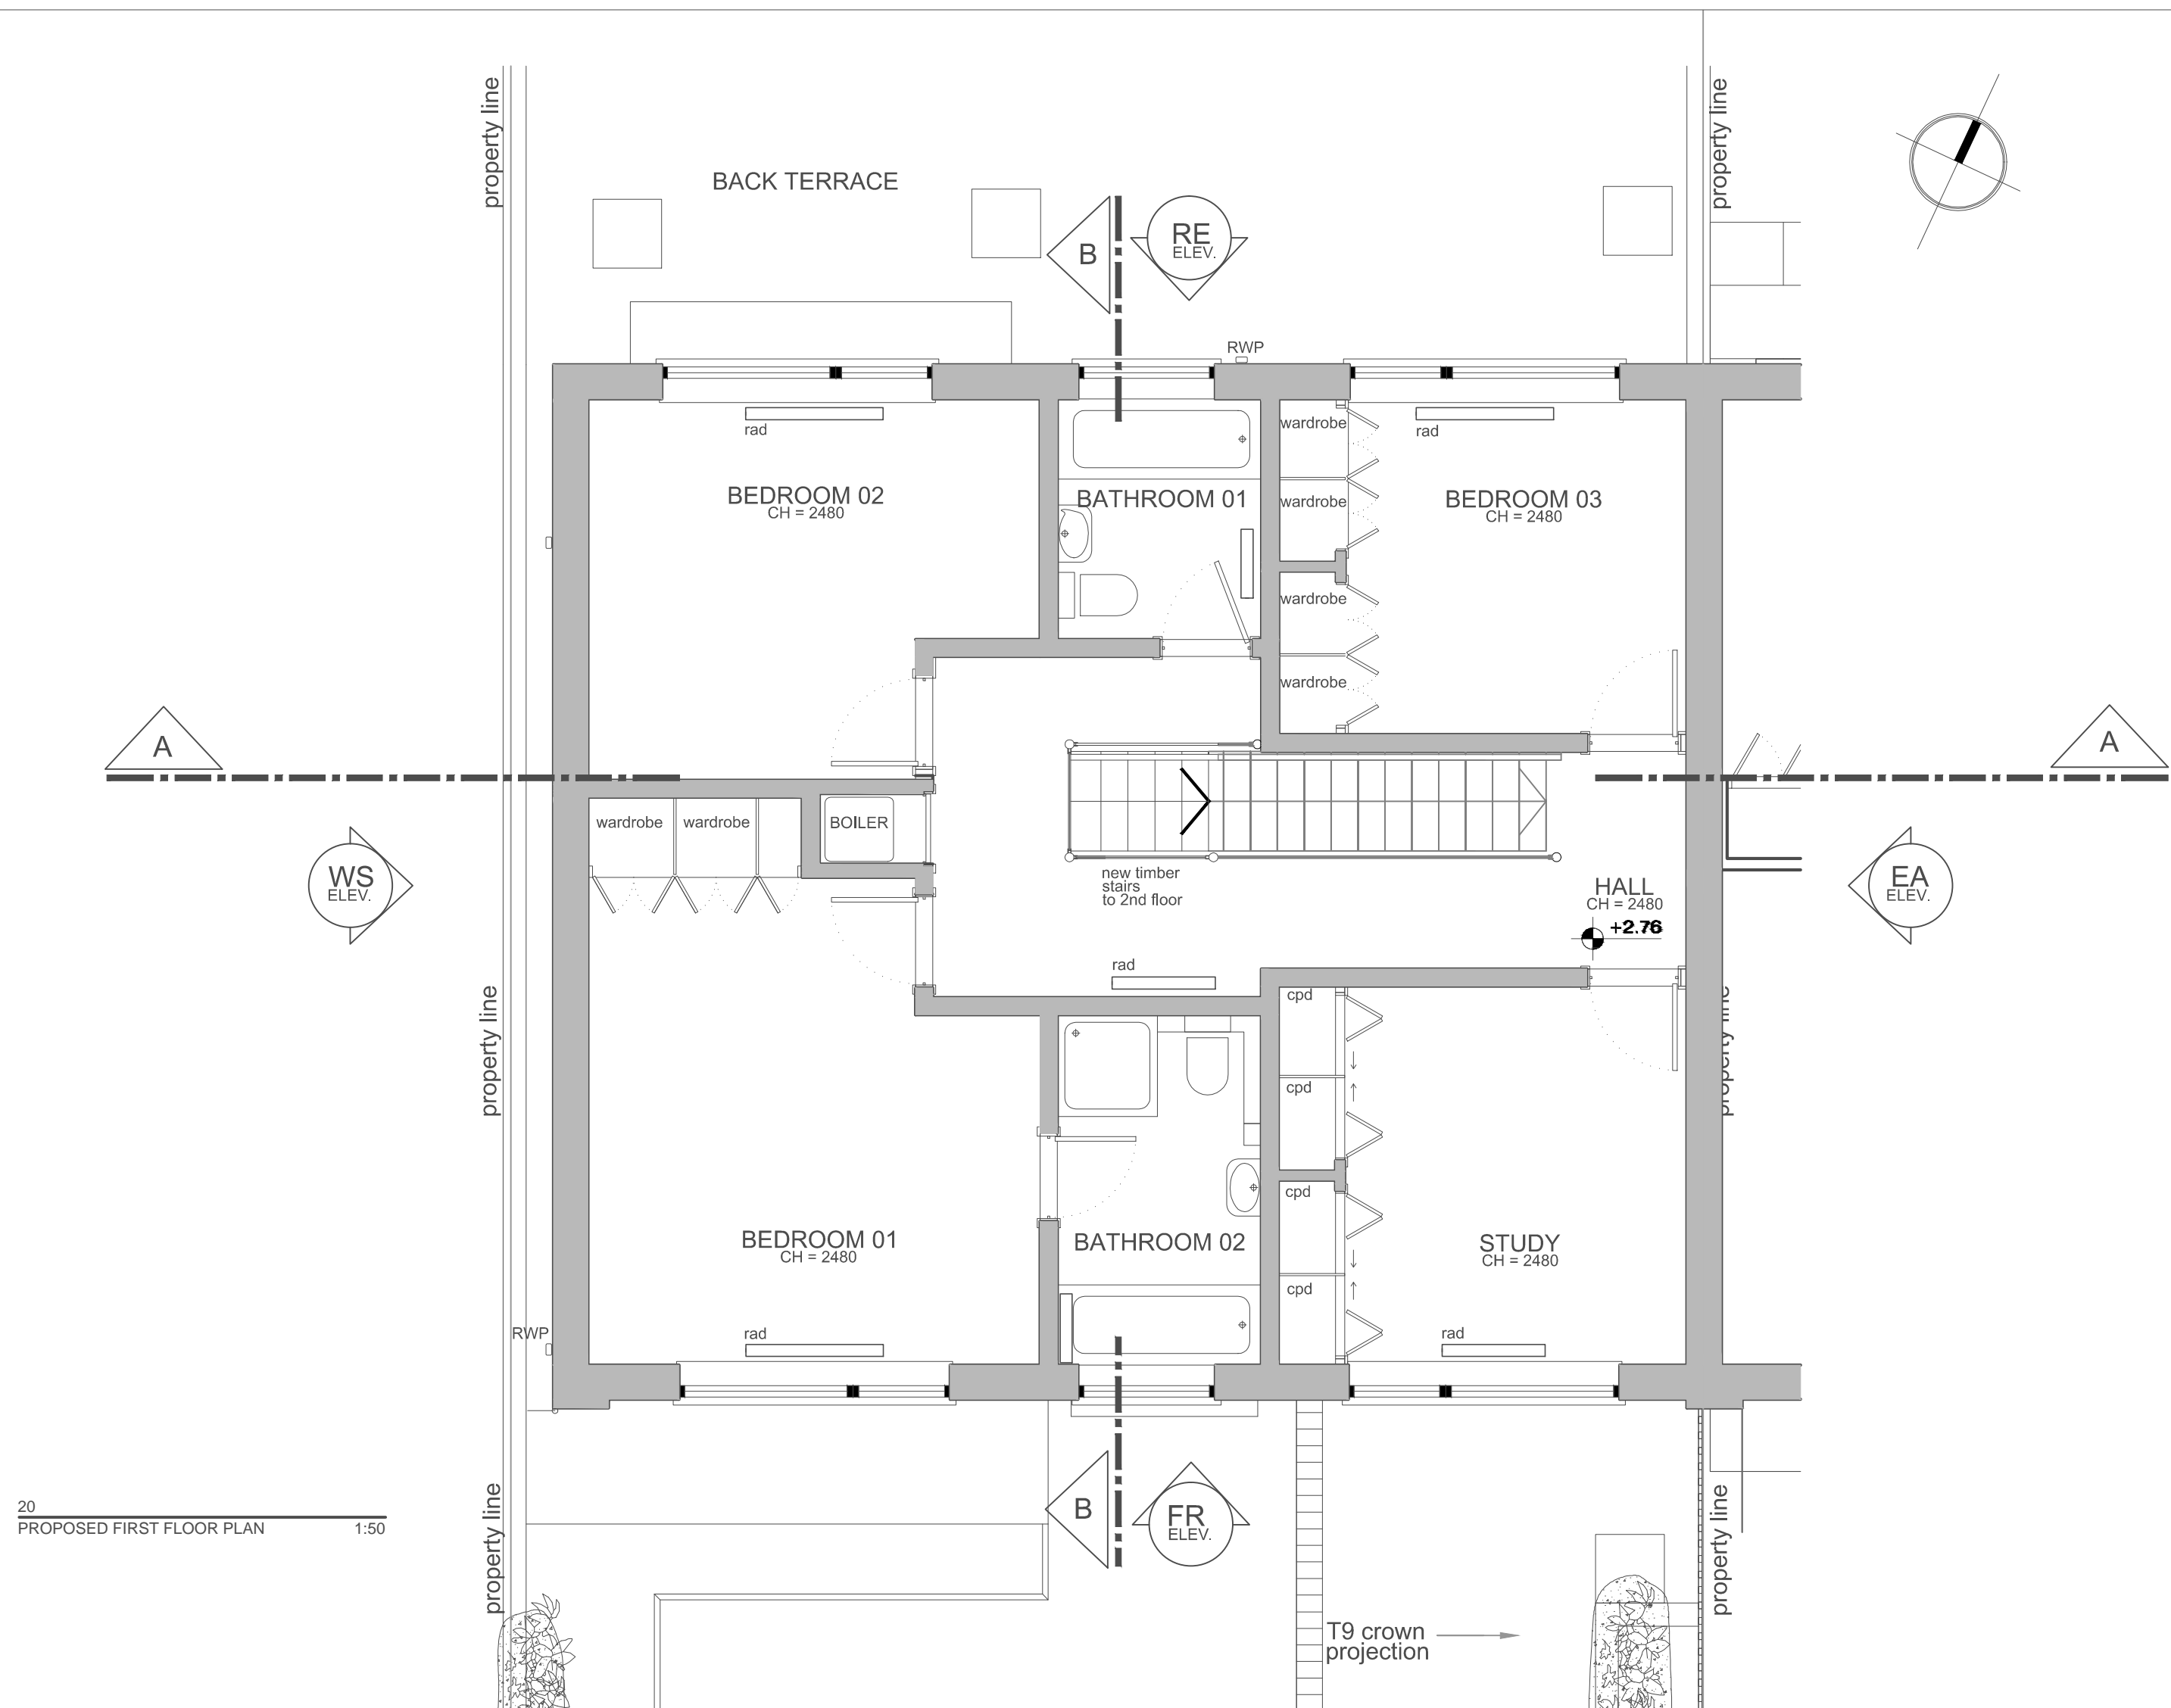 property line
property line
BACK TERRACE
B
RE
ELEV.
RWP
rad
wardrobe
rad
BEDROOM 02
CH = 2480
BATHROOM 01
wardrobe
BEDROOM 03
CH = 2480
wardrobe
wardrobe
A
A
wardrobe
wardrobe
BOILER
WS
ELEV.
new timber
stairs
to 2nd floor
HALL
CH = 2480
+2.76
EA
ELEV.
rad
property line
cpd
property line
cpd
cpd
BEDROOM 01
CH = 2480
BATHROOM 02
STUDY
CH = 2480
cpd
RWP
rad
rad
property line
property line
B
FR
ELEV.
20
PROPOSED FIRST FLOOR PLAN 1:50
T9 crown
projection